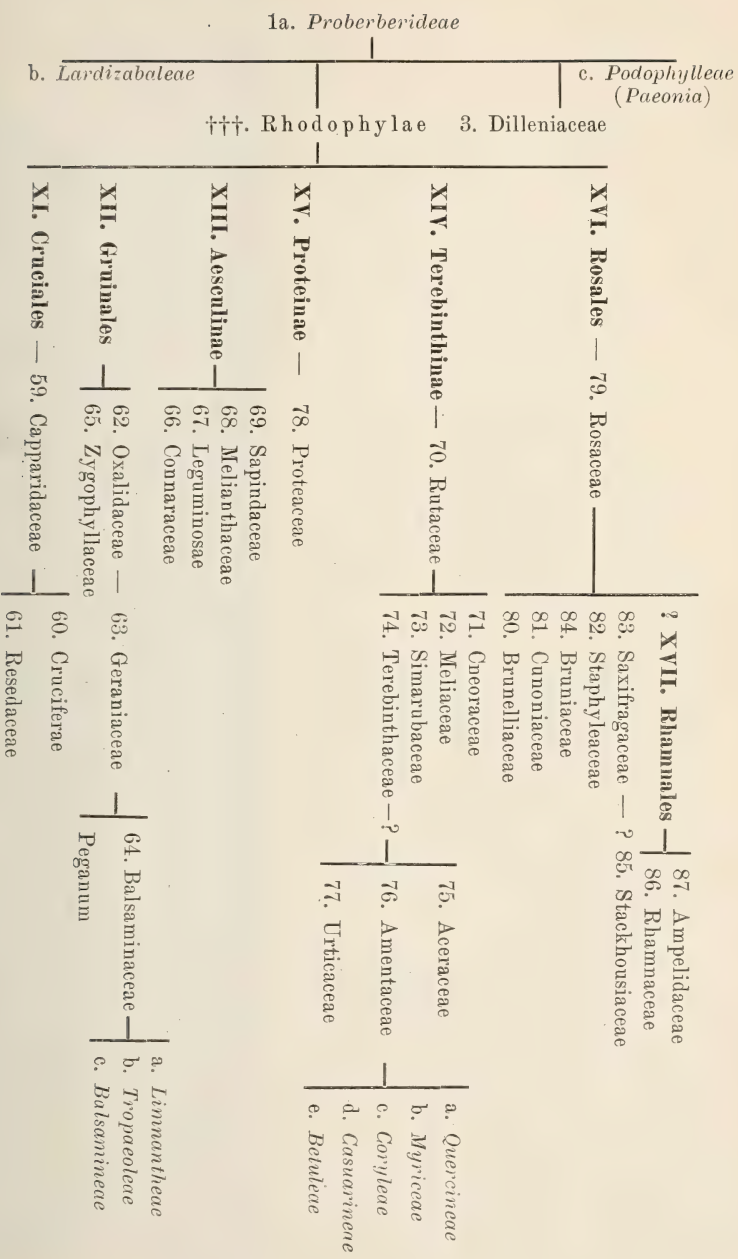 1a. Proberberideae
b. Lardizabaleae
c. Podophylleae
(Paeonia)
†††. Rhodophylae
3. Dilleniaceae
XVI. Rosales — 79. Rosaceae
? XVII. Rhamnales
87. Ampelidaceae
86. Rhamnaceae
83. Saxifragaceae — ? 85. Stackhousiaceae
82. Staphyleaceae
84. Bruniaceae
81. Cunoniaceae
80. Brunelliaceae
XIV. Terebinthinae — 70. Rutaceae
71. Cneoraceae
72. Meliaceae
73. Simarubaceae
74. Terebinthaceae — ?
75. Aceraceae
76. Amentaceae
77. Urticaceae
a. Quercineae
b. Myriceae
c. Coryleae
d. Casuarineae
e. Betuleae
XV. Proteinae — 78. Proteaceae
XIII. Aesculinae
69. Sapindaceae
68. Melianthaceae
67. Leguminosae
66. Connaraceae
XII. Gruinales
62. Oxalidaceae — 63. Geraniaceae
65. Zygophyllaceae
64. Balsaminaceae
Peganum
a. Limnantheae
b. Tropaeoleae
c. Balsamineae
XI. Cruciales — 59. Capparidaceae
60. Cruciferae
61. Resedaceae